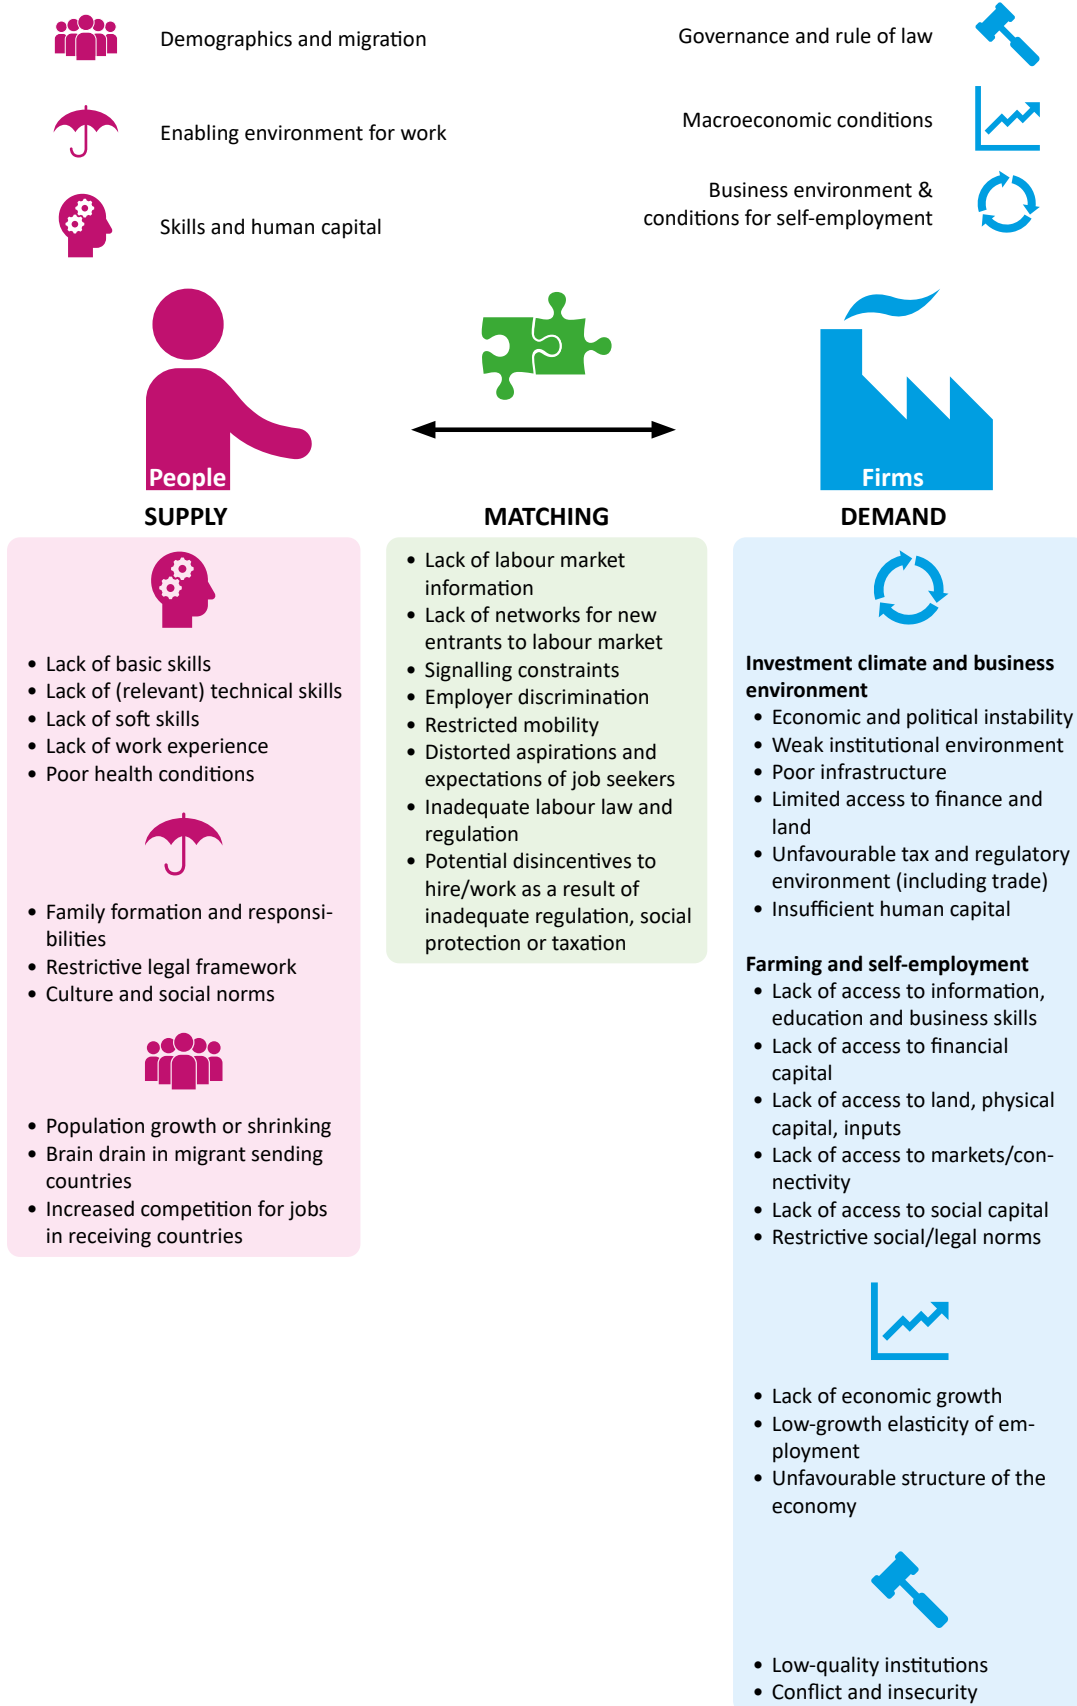 Demographics and migration
Enabling environment for work
Skills and human capital
Governance and rule of law
Macroeconomic conditions
Business environment &
conditions for self-employment
People
Firms
SUPPLY
MATCHING
DEMAND
• Lack of basic skills
• Lack of (relevant) technical skills
• Lack of soft skills
• Lack of work experience
• Poor health conditions
• Family formation and responsi-
bilities
• Restrictive legal framework
• Culture and social norms
• Population growth or shrinking
• Brain drain in migrant sending
countries
• Increased competition for jobs
in receiving countries
• Lack of labour market
information
• Lack of networks for new
entrants to labour market
• Signalling constraints
• Employer discrimination
• Restricted mobility
• Distorted aspirations and
expectations of job seekers
• Inadequate labour law and
regulation
• Potential disincentives to
hire/work as a result of
inadequate regulation, social
protection or taxation
Investment climate and business
environment
• Economic and political instability
• Weak institutional environment
• Poor infrastructure
• Limited access to finance and
land
• Unfavourable tax and regulatory
environment (including trade)
• Insufficient human capital
Farming and self-employment
• Lack of access to information,
education and business skills
• Lack of access to financial
capital
• Lack of access to land, physical
capital, inputs
• Lack of access to markets/con-
nectivity
• Lack of access to social capital
• Restrictive social/legal norms
• Lack of economic growth
• Low-growth elasticity of em-
ployment
• Unfavourable structure of the
economy
• Low-quality institutions
• Conflict and insecurity